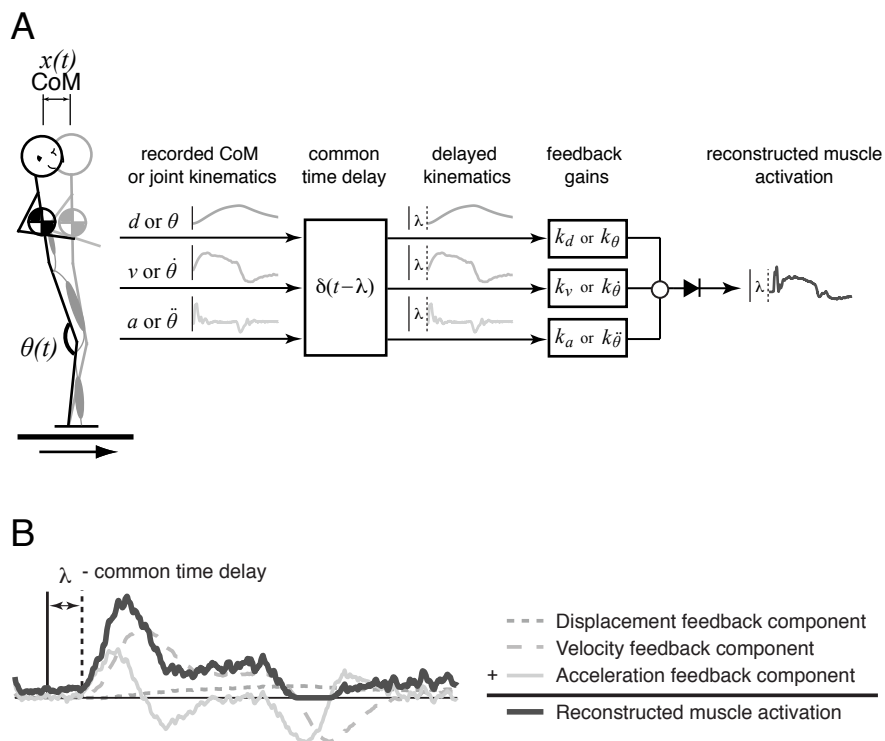 A
x(t)
CoM
recorded CoM
or joint kinematics
common
time delay
delayed
kinematics
feedback
gains
reconstructed muscle
activation
d or θ
λ
k_d or k_θ
v or θ̇
δ(t−λ)
λ
k_v or k_θ̇
λ
a or θ̈
λ
k_a or k_θ̈
θ(t)
B
λ - common time delay
Displacement feedback component
Velocity feedback component
+ Acceleration feedback component
Reconstructed muscle activation